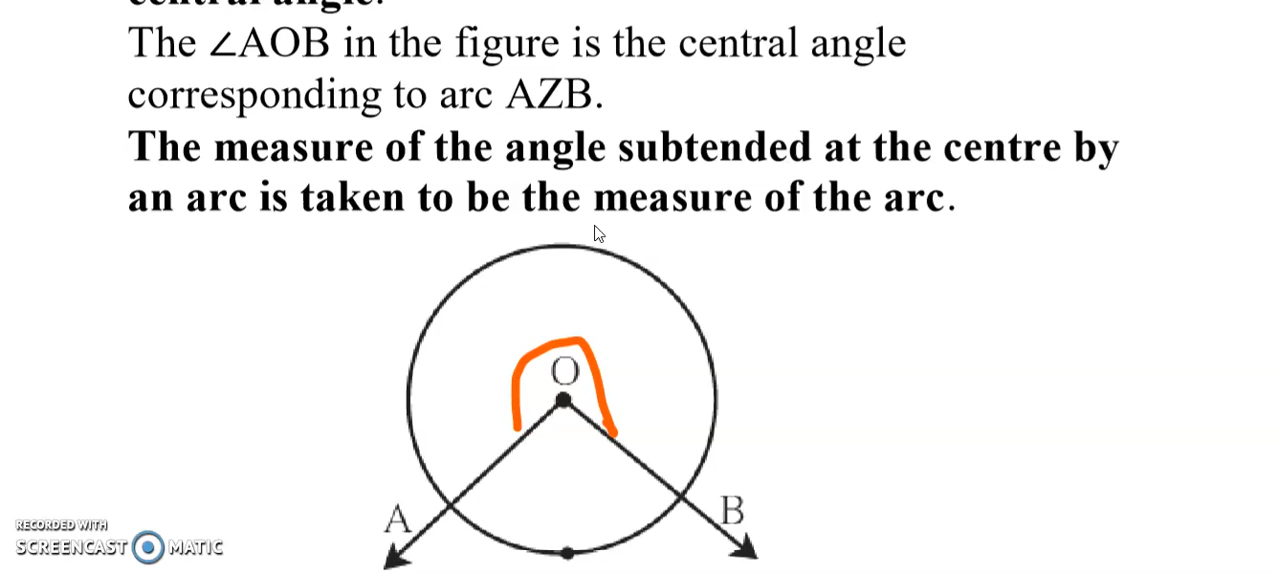 central angle.
The ∠AOB in the figure is the central angle
corresponding to arc AZB.
The measure of the angle subtended at the centre by
an arc is taken to be the measure of the arc.
O
A
B
RECORDED WITH
SCREENCAST MATIC